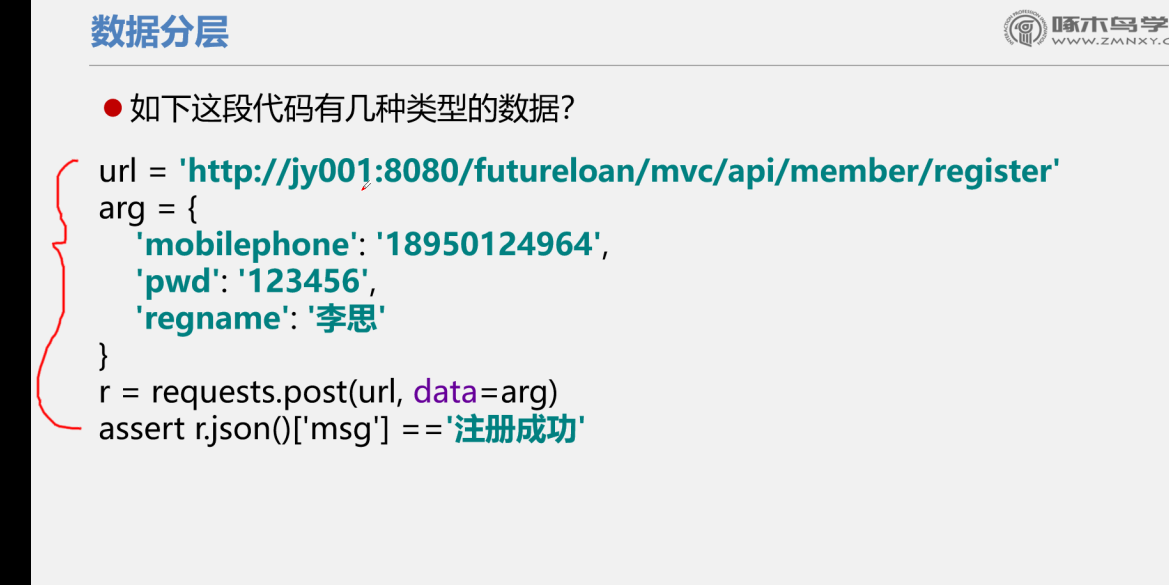 数据分层
啄木鸟学
WWW.ZMNXY.C
如下这段代码有几种类型的数据?
url = 'http://jy001:8080/futureloan/mvc/api/member/register'
arg = {
'mobilephone': '18950124964',
'pwd': '123456',
'regname': '李思'
}
r = requests.post(url, data=arg)
assert r.json()['msg'] =='注册成功'